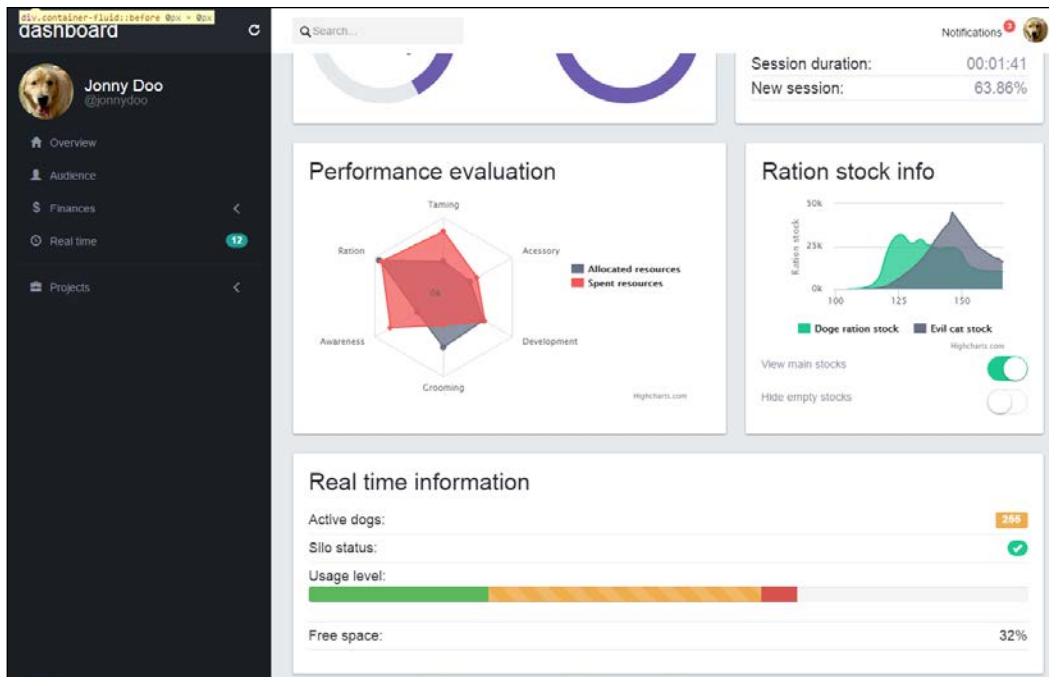 div.container-fluid::before 0px × 0px
dashboard
Search...
Notifications 3
Jonny Doo
@jonnydoo
Overview
Audience
Finances
Real time 12
Projects
Session duration: 00:01:41
New session: 63.86%
Performance evaluation
Taming
Ration
Acessory
Allocated resources
Spent resources
0k
Awareness
Development
Grooming
Highcharts.com
Ration stock info
Ration stock
50k
25k
0k
100 125 150
Doge ration stock Evil cat stock
Highcharts.com
View main stocks
Hide empty stocks
Real time information
Active dogs: 255
Silo status:
Usage level:
Free space: 32%